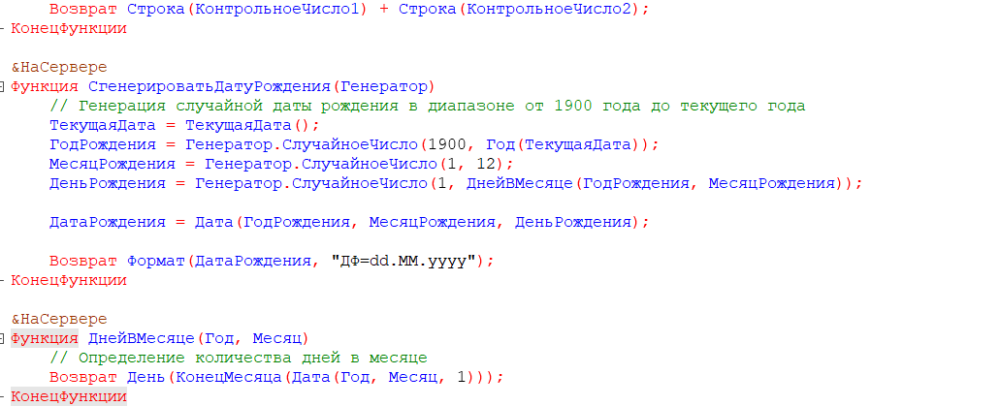 Возврат Строка(КонтрольноеЧисло1) + Строка(КонтрольноеЧисло2);
КонецФункции
&НаСервере
Функция СгенерироватьДатуРождения(Генератор)
// Генерация случайной даты рождения в диапазоне от 1900 года до текущего года
ТекущаяДата = ТекущаяДата();
ГодРождения = Генератор.СлучайноеЧисло(1900, Год(ТекущаяДата));
МесяцРождения = Генератор.СлучайноеЧисло(1, 12);
ДеньРождения = Генератор.СлучайноеЧисло(1, ДнейВМесяце(ГодРождения, МесяцРождения));
ДатаРождения = Дата(ГодРождения, МесяцРождения, ДеньРождения);
Возврат Формат(ДатаРождения, "ДФ=dd.MM.yyyy");
КонецФункции
&НаСервере
Функция ДнейВМесяце(Год, Месяц)
// Определение количества дней в месяце
Возврат День(КонецМесяца(Дата(Год, Месяц, 1)));
КонецФункции